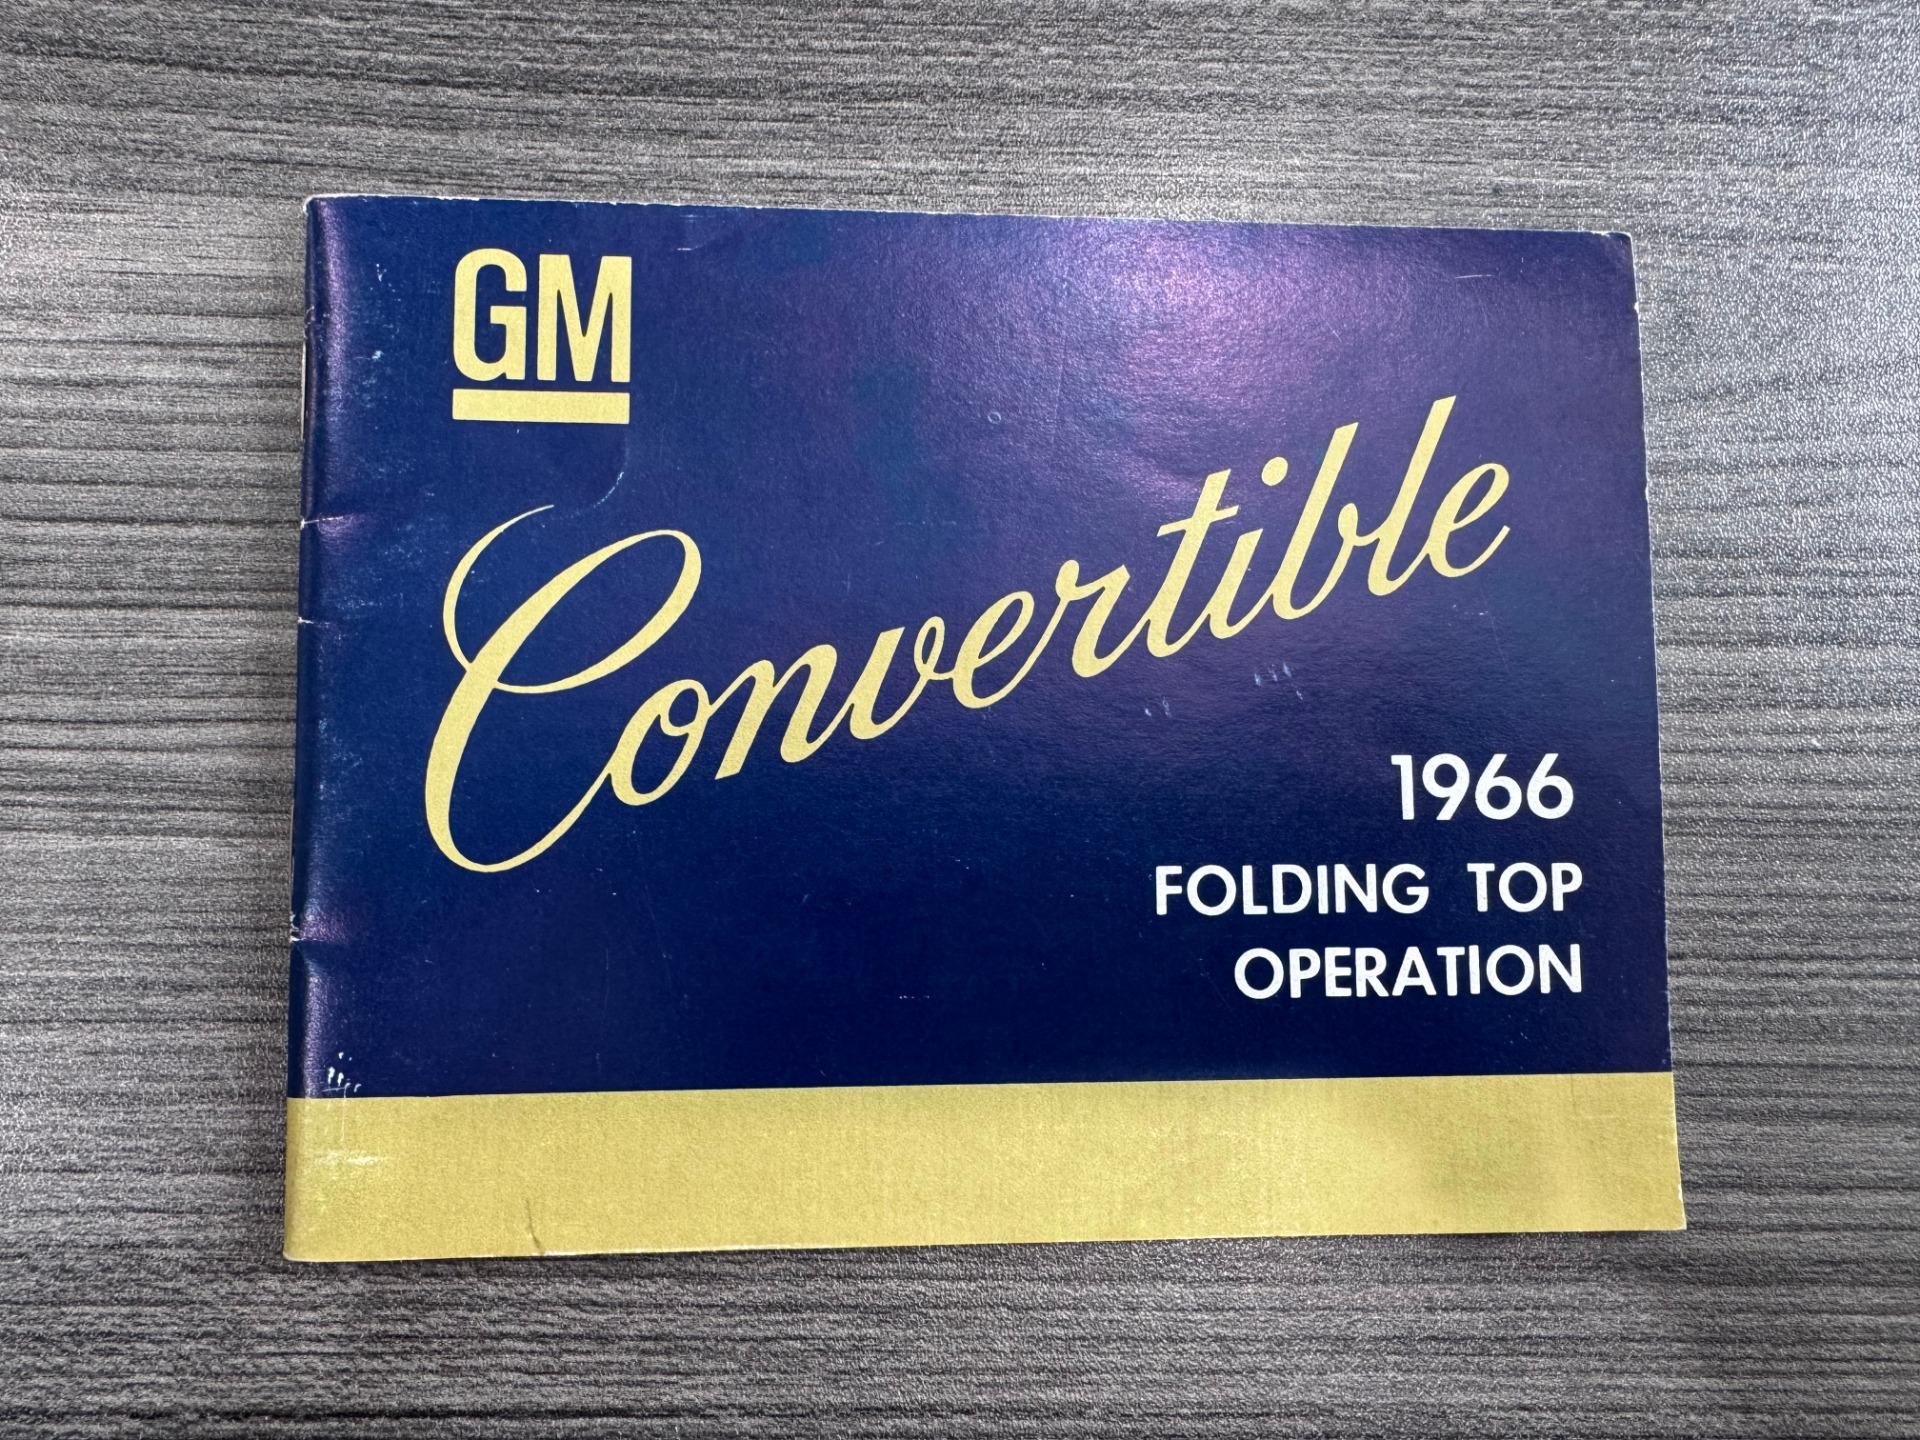 GM
Convertible
1966
FOLDING TOP
OPERATION